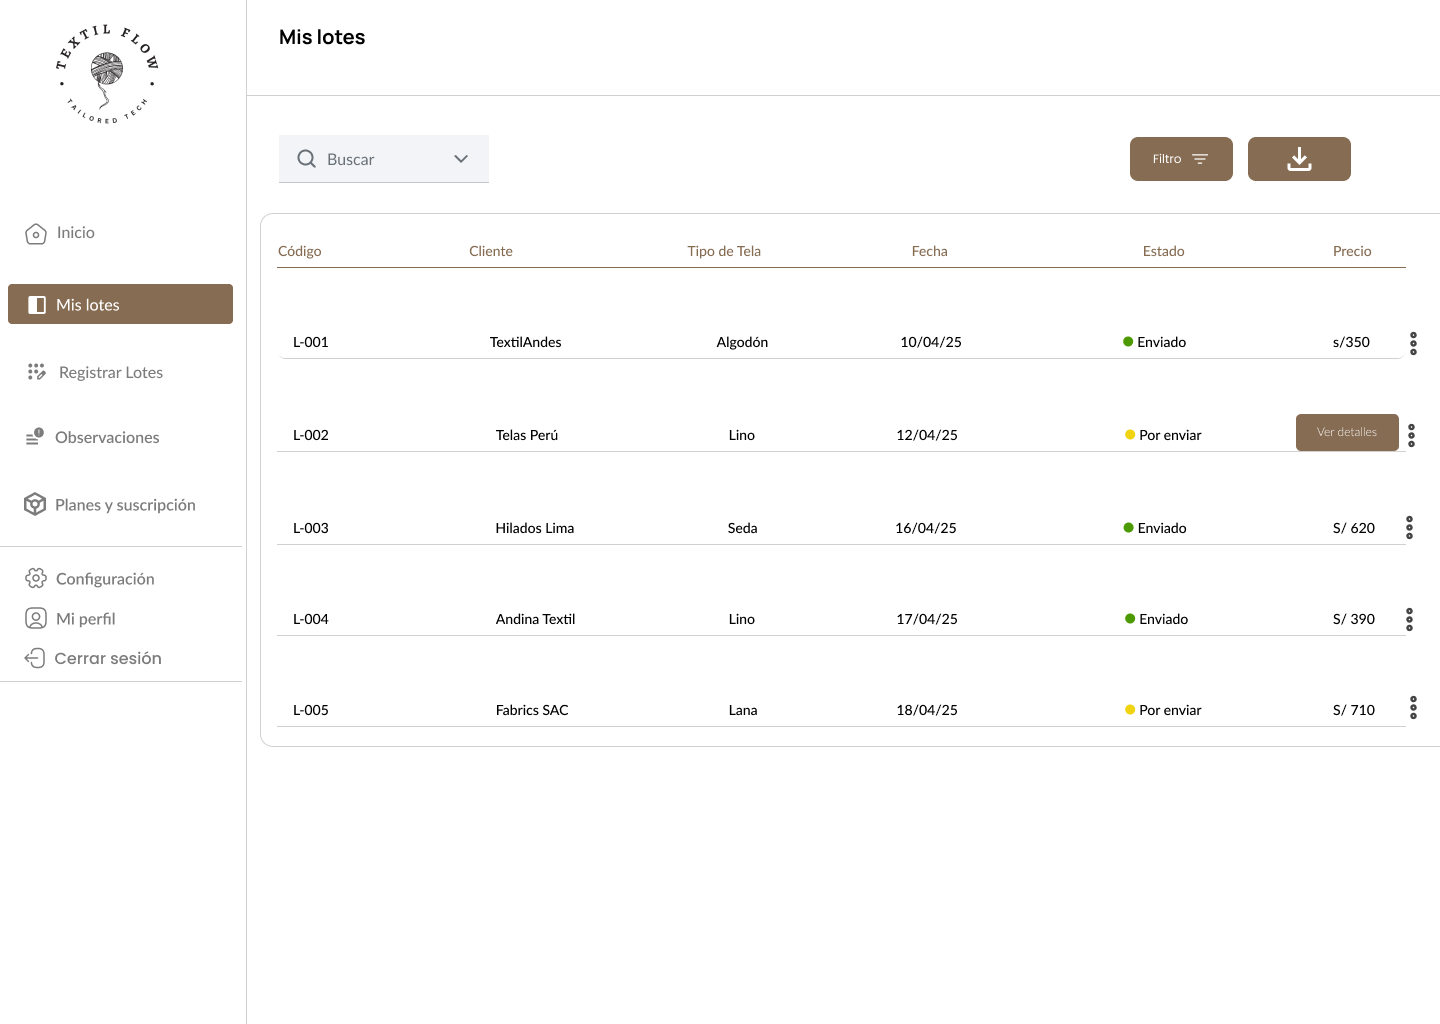 TEXTIL FLOW
TAILORED TECH
Inicio
Mis lotes
Registrar Lotes
Observaciones
Planes y suscripción
Configuración
Mi perfil
Cerrar sesión
Mis lotes
Buscar
Filtro
Código Cliente Tipo de Tela Fecha Estado Precio
L-001 TextilAndes Algodón 10/04/25 Enviado s/350
L-002 Telas Perú Lino 12/04/25 Por enviar Ver detalles
L-003 Hilados Lima Seda 16/04/25 Enviado S/ 620
L-004 Andina Textil Lino 17/04/25 Enviado S/ 390
L-005 Fabrics SAC Lana 18/04/25 Por enviar S/ 710